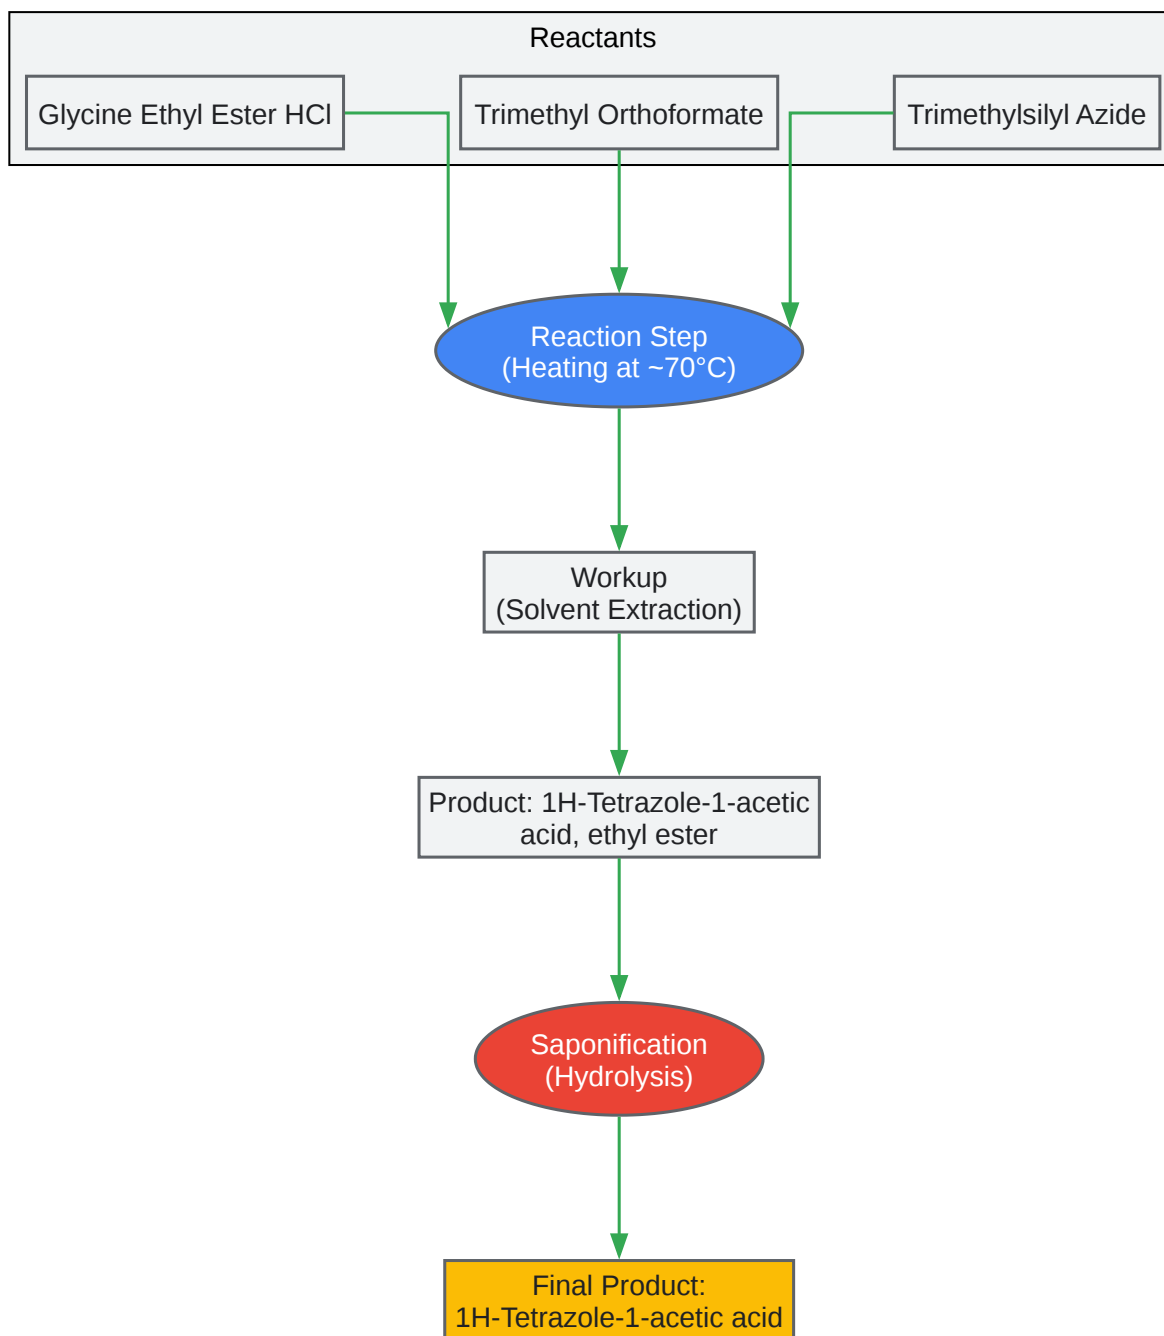 Reactants
Glycine Ethyl Ester HCl
Trimethyl Orthoformate
Trimethylsilyl Azide
Reaction Step
(Heating at ~70°C)
Workup
(Solvent Extraction)
Product: 1H-Tetrazole-1-acetic
acid, ethyl ester
Saponification
(Hydrolysis)
Final Product:
1H-Tetrazole-1-acetic acid